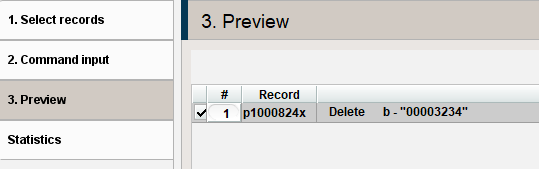 1. Select records
2. Command input
3. Preview
Statistics
3. Preview
# Record
1 p1000824x Delete b - "00003234"